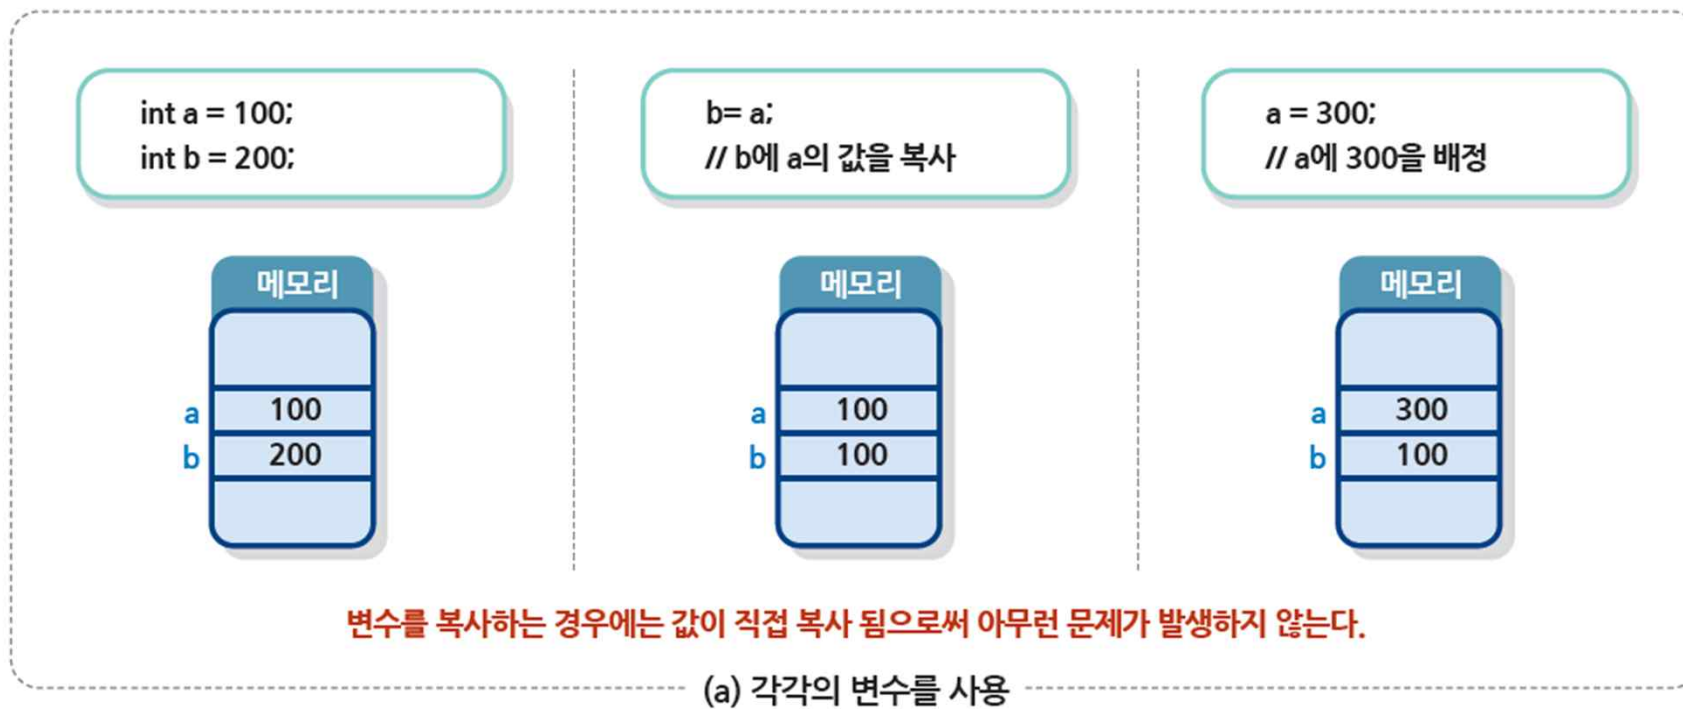 int a = 100;
int b = 200;
b= a;
// b에 a의 값을 복사
a = 300;
// a에 300을 배정
메모리
a 100
b 200
메모리
a 100
b 100
메모리
a 300
b 100
변수를 복사하는 경우에는 값이 직접 복사 됨으로써 아무런 문제가 발생하지 않는다.
(a) 각각의 변수를 사용